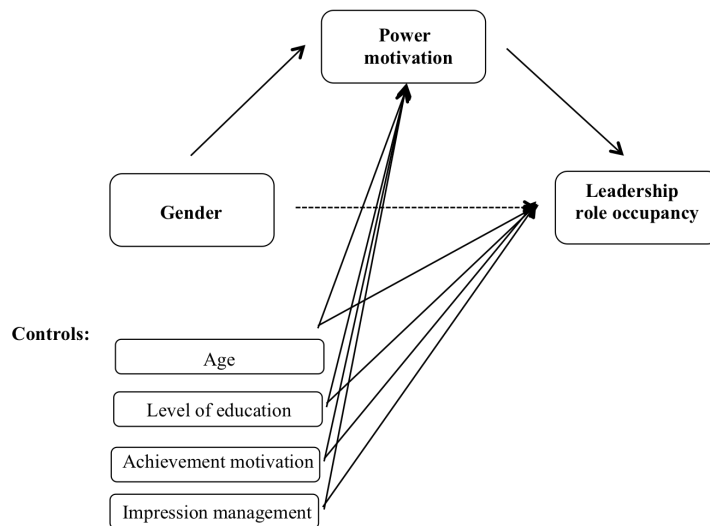 Power
motivation
Gender
Leadership
role occupancy
Controls:
Age
Level of education
Achievement motivation
Impression management